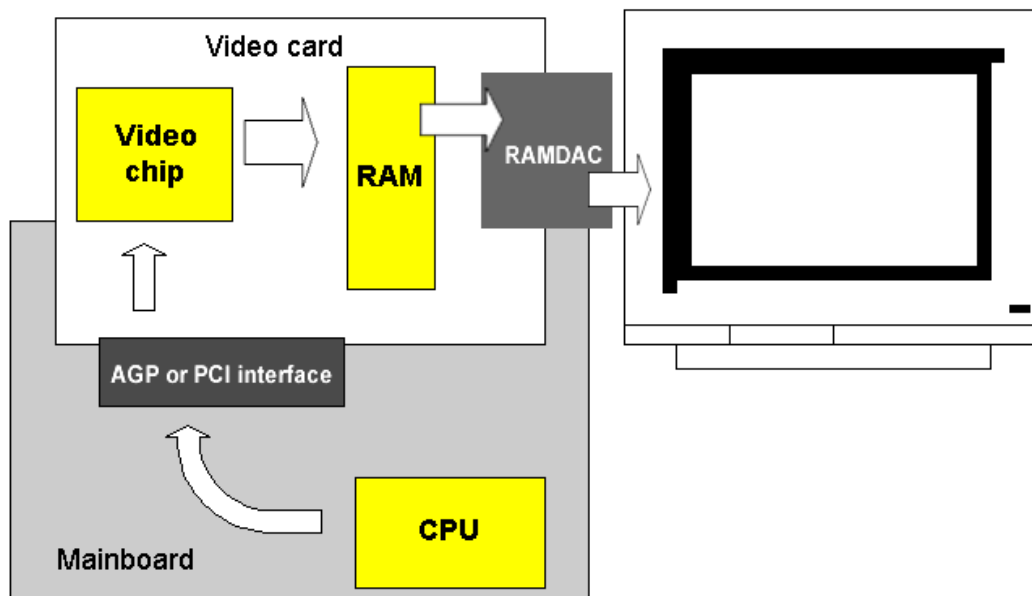 Video card
Video
chip
RAM
RAMDAC
AGP or PCI interface
CPU
Mainboard